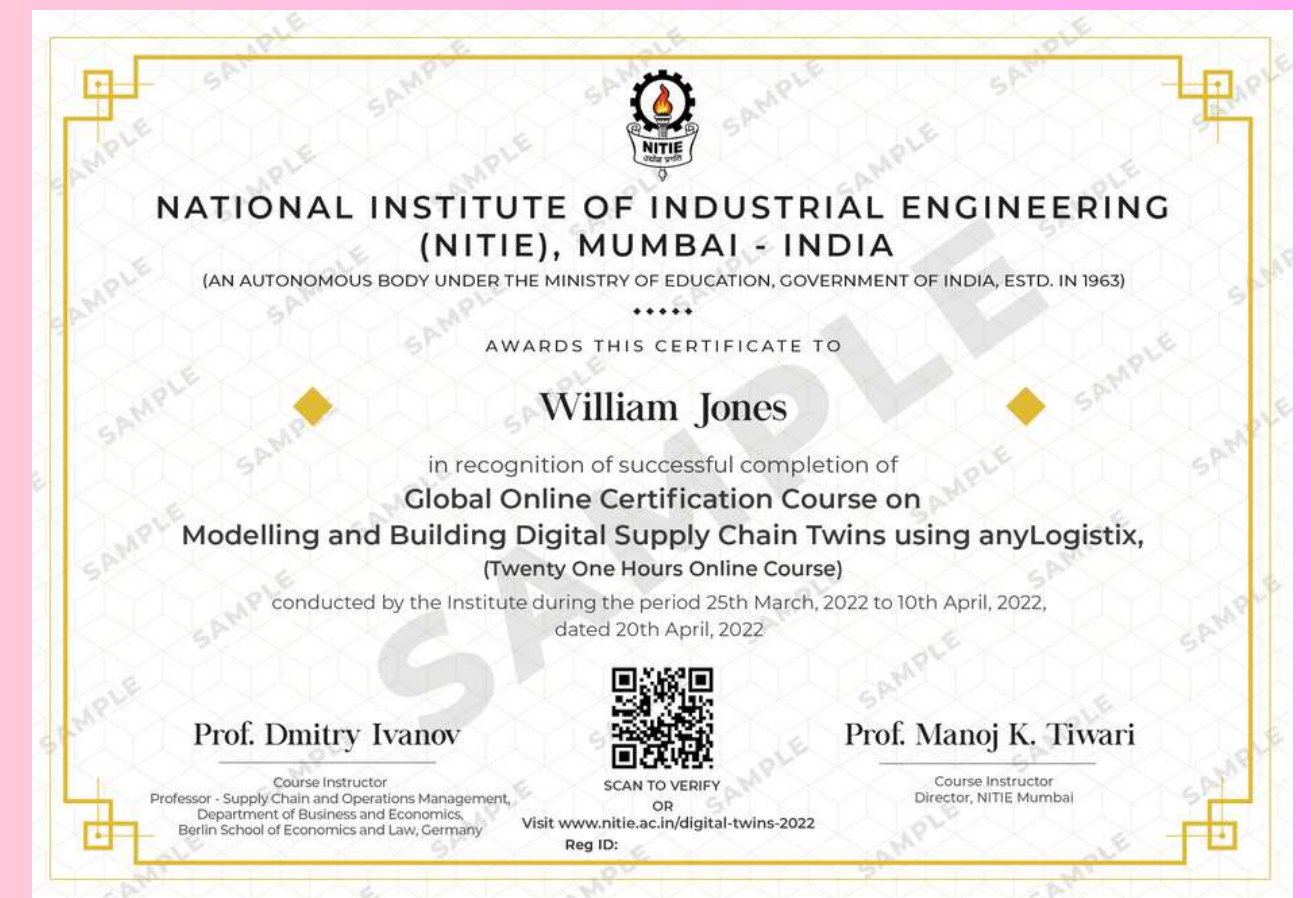 NITIE
उद्योग प्रगति
NATIONAL INSTITUTE OF INDUSTRIAL ENGINEERING
(NITIE), MUMBAI - INDIA
(AN AUTONOMOUS BODY UNDER THE MINISTRY OF EDUCATION, GOVERNMENT OF INDIA, ESTD. IN 1963)
AWARDS THIS CERTIFICATE TO
William Jones
in recognition of successful completion of
Global Online Certification Course on
Modelling and Building Digital Supply Chain Twins using anyLogistix,
(Twenty One Hours Online Course)
conducted by the Institute during the period 25th March, 2022 to 10th April, 2022,
dated 20th April, 2022
SAMPLE
Prof. Dmitry Ivanov
Course Instructor
Professor - Supply Chain and Operations Management,
Department of Business and Economics,
Berlin School of Economics and Law, Germany
SCAN TO VERIFY
OR
Visit www.nitie.ac.in/digital-twins-2022
Reg ID:
Prof. Manoj K. Tiwari
Course Instructor
Director, NITIE Mumbai